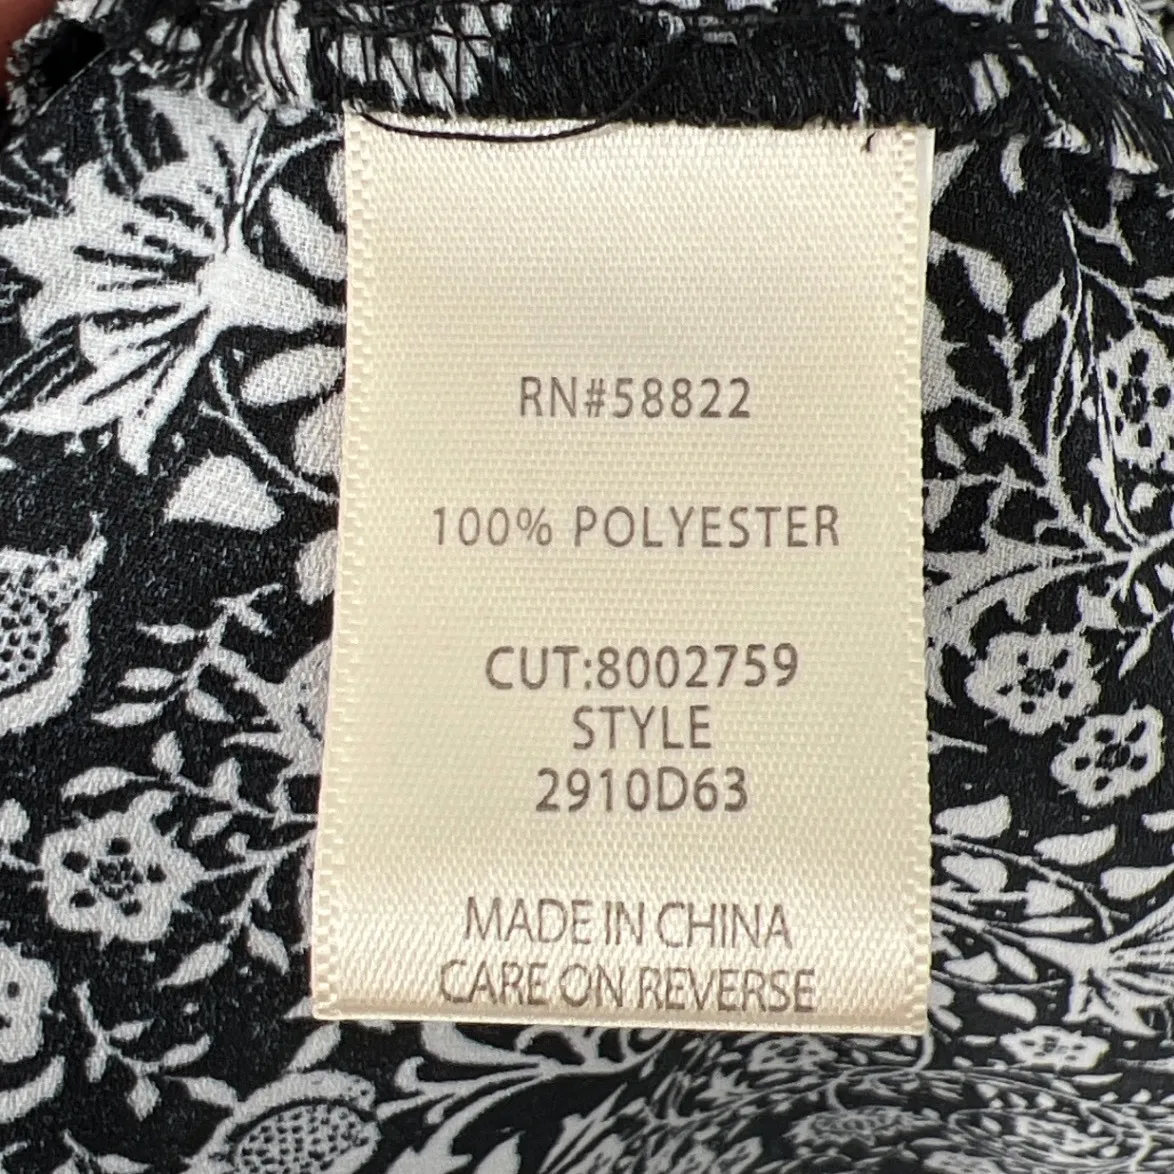 RN#58822
100% POLYESTER
CUT:8002759
STYLE
2910D63
MADE IN CHINA
CARE ON REVERSE